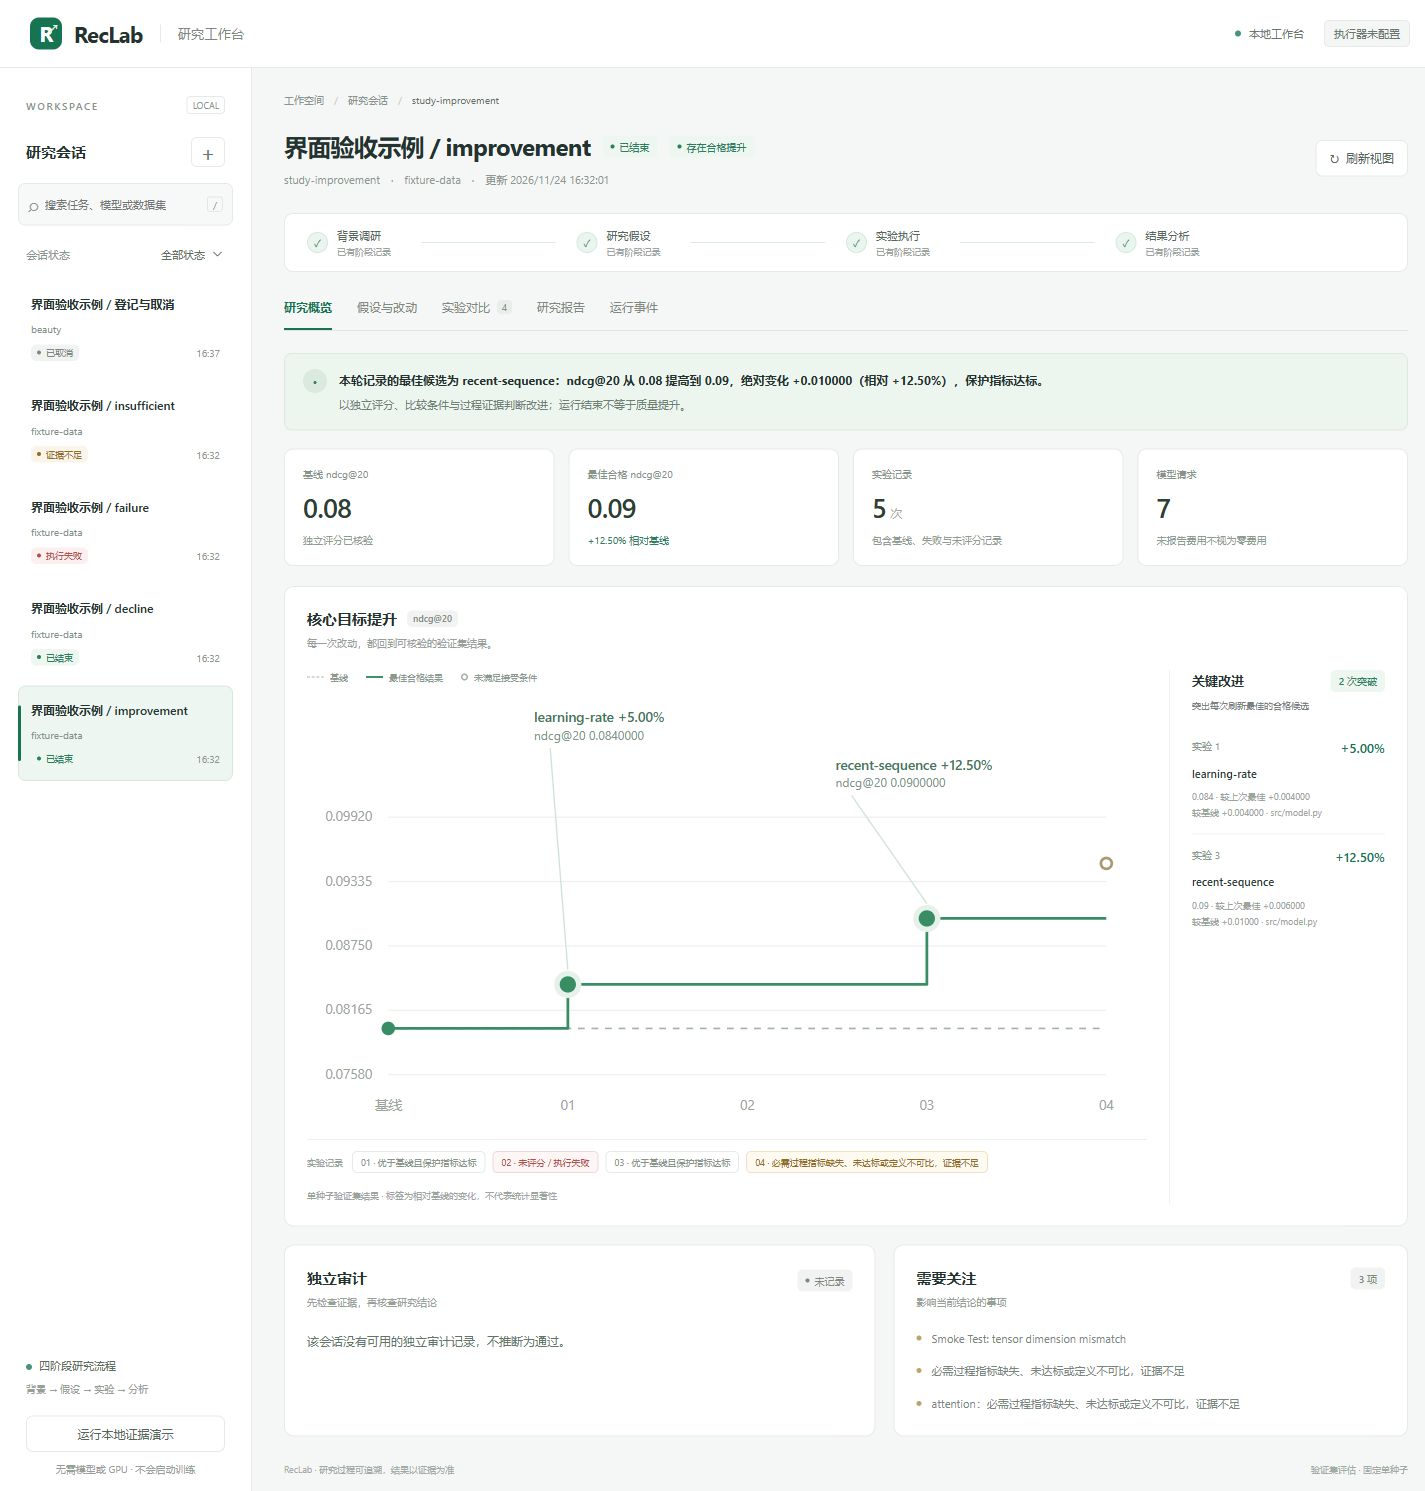 R RecLab 研究工作台
本地工作台 执行器未配置
WORKSPACE LOCAL
研究会话 +
搜索任务、模型或数据集 /
会话状态 全部状态
界面验收示例 / 登记与取消
beauty
已取消 16:37
界面验收示例 / insufficient
fixture-data
证据不足 16:32
界面验收示例 / failure
fixture-data
执行失败 16:32
界面验收示例 / decline
fixture-data
已结束 16:32
界面验收示例 / improvement
fixture-data
已结束 16:32
四阶段研究流程
背景 → 假设 → 实验 → 分析
运行本地证据演示
无需模型或 GPU · 不会启动训练
工作空间 / 研究会话 / study-improvement
界面验收示例 / improvement 已结束 存在合格提升
study-improvement · fixture-data · 更新 2026/11/24 16:32:01
↻ 刷新视图
✓ 背景调研
已有阶段记录
✓ 研究假设
已有阶段记录
✓ 实验执行
已有阶段记录
✓ 结果分析
已有阶段记录
研究概览 假设与改动 实验对比 4 研究报告 运行事件
本轮记录的最佳候选为 recent-sequence：ndcg@20 从 0.08 提高到 0.09，绝对变化 +0.010000（相对 +12.50%），保护指标达标。
以独立评分、比较条件与过程证据判断改进；运行结束不等于质量提升。
基线 ndcg@20
0.08
独立评分已核验
最佳合格 ndcg@20
0.09
+12.50% 相对基线
实验记录
5 次
包含基线、失败与未评分记录
模型请求
7
未报告费用不视为零费用
核心目标提升 ndcg@20
每一次改动，都回到可核验的验证集结果。
基线 最佳合格结果 未满足接受条件
learning-rate +5.00%
ndcg@20 0.0840000
recent-sequence +12.50%
ndcg@20 0.0900000
0.09920
0.09335
0.08750
0.08165
0.07580
基线 01 02 03 04
实验记录 01 · 优于基线且保护指标达标 02 · 未评分 / 执行失败 03 · 优于基线且保护指标达标 04 · 必需过程指标缺失、未达标或定义不可比，证据不足
单种子验证集结果 · 标签为相对基线的变化，不代表统计显著性
关键改进 2 次突破
突出每次刷新最佳的合格候选
实验 1 +5.00%
learning-rate
0.084 · 较上次最佳 +0.004000
较基线 +0.004000 · src/model.py
实验 3 +12.50%
recent-sequence
0.09 · 较上次最佳 +0.006000
较基线 +0.01000 · src/model.py
独立审计 未记录
先检查证据，再核查研究结论
该会话没有可用的独立审计记录，不推断为通过。
需要关注 3 项
影响当前结论的事项
Smoke Test: tensor dimension mismatch
必需过程指标缺失、未达标或定义不可比，证据不足
attention：必需过程指标缺失、未达标或定义不可比，证据不足
RecLab · 研究过程可追溯，结果以证据为准
验证集评估 · 固定单种子